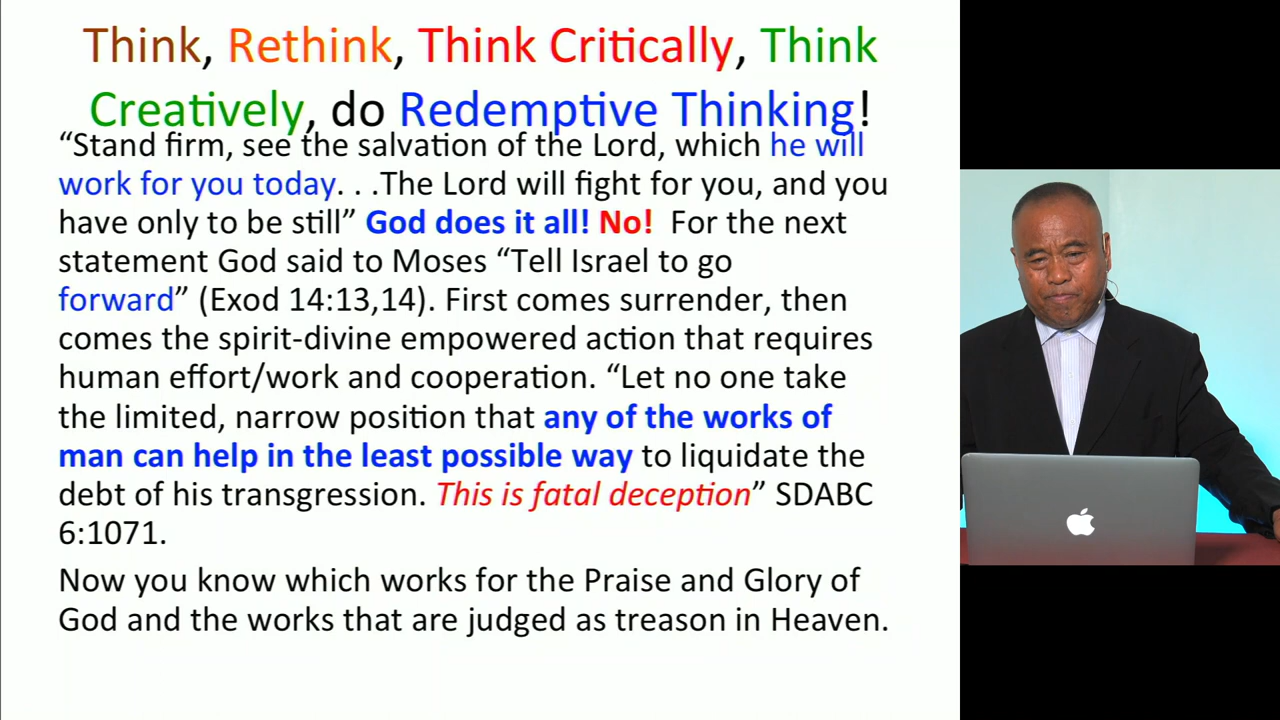 Think, Rethink, Think Critically, Think
Creatively, do Redemptive Thinking!
“Stand firm, see the salvation of the Lord, which he will
work for you today. . .The Lord will fight for you, and you
have only to be still” God does it all! No! For the next
statement God said to Moses “Tell Israel to go
forward” (Exod 14:13,14). First comes surrender, then
comes the spirit-divine empowered action that requires
human effort/work and cooperation. “Let no one take
the limited, narrow position that any of the works of
man can help in the least possible way to liquidate the
debt of his transgression. This is fatal deception” SDABC
6:1071.
Now you know which works for the Praise and Glory of
God and the works that are judged as treason in Heaven.